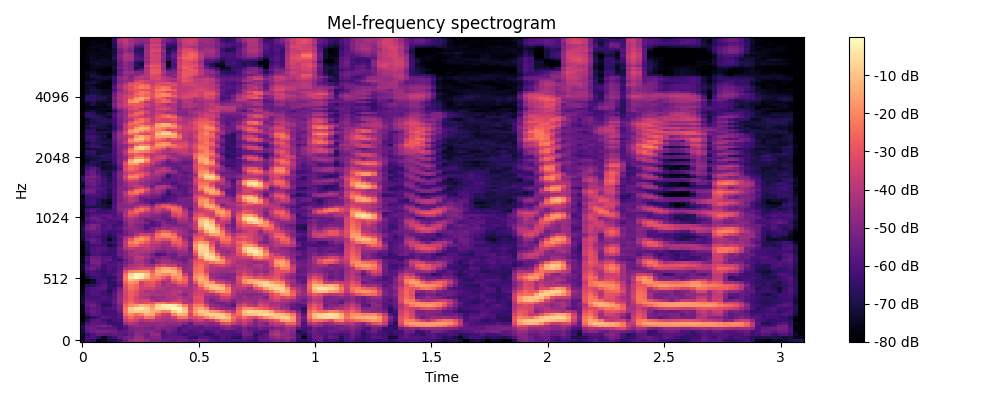 Mel-frequency spectrogram
Hz
4096
2048
1024
512
0
0
0.5
1
1.5
2
2.5
3
Time
-10 dB
-20 dB
-30 dB
-40 dB
-50 dB
-60 dB
-70 dB
-80 dB